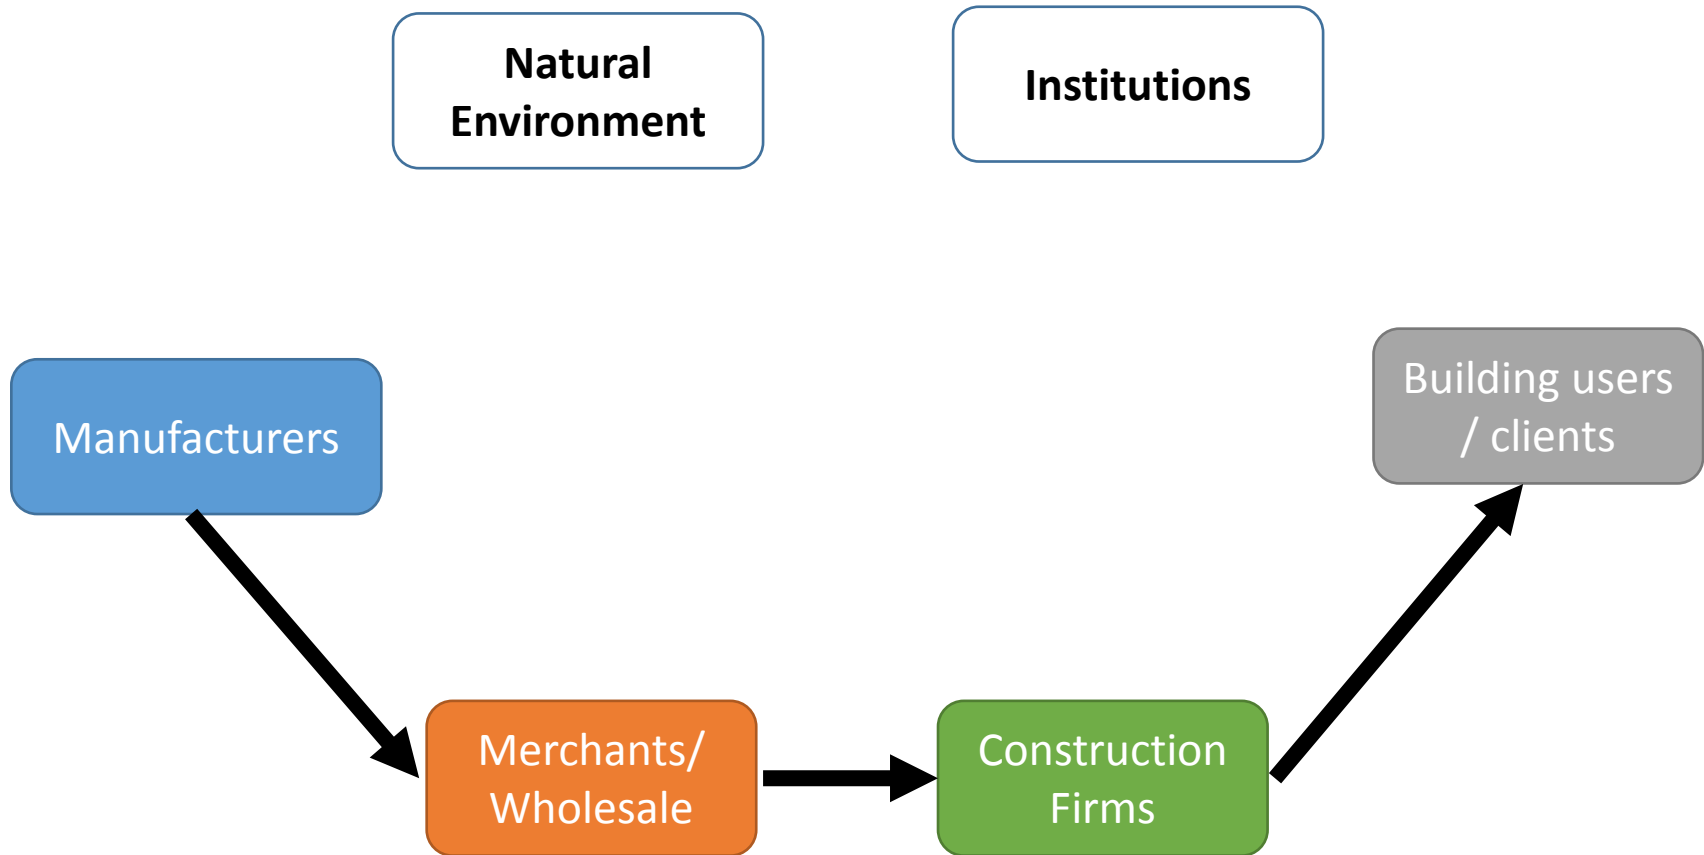 Natural
Environment
Institutions
Manufacturers
Building users
/ clients
Merchants/
Wholesale
Construction
Firms